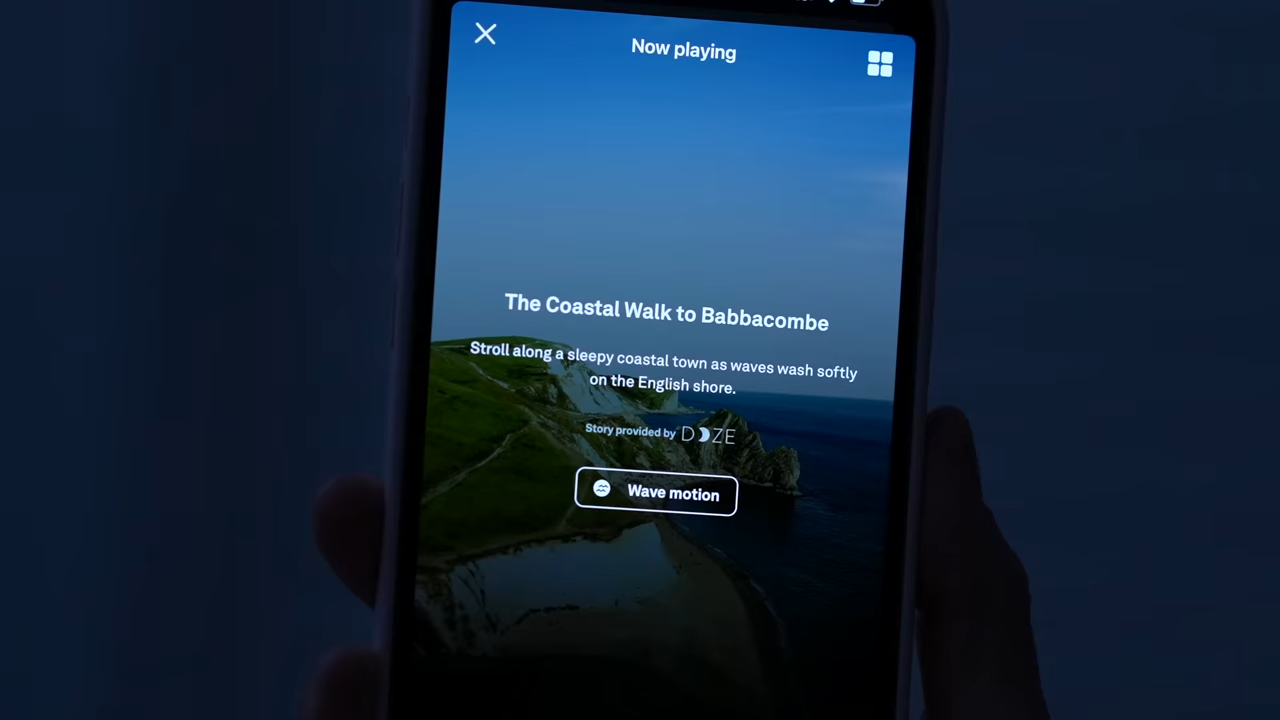 Now playing
The Coastal Walk to Babbacombe
Stroll along a sleepy coastal town as waves wash softly
on the English shore.
Story provided by DOZE
Wave motion